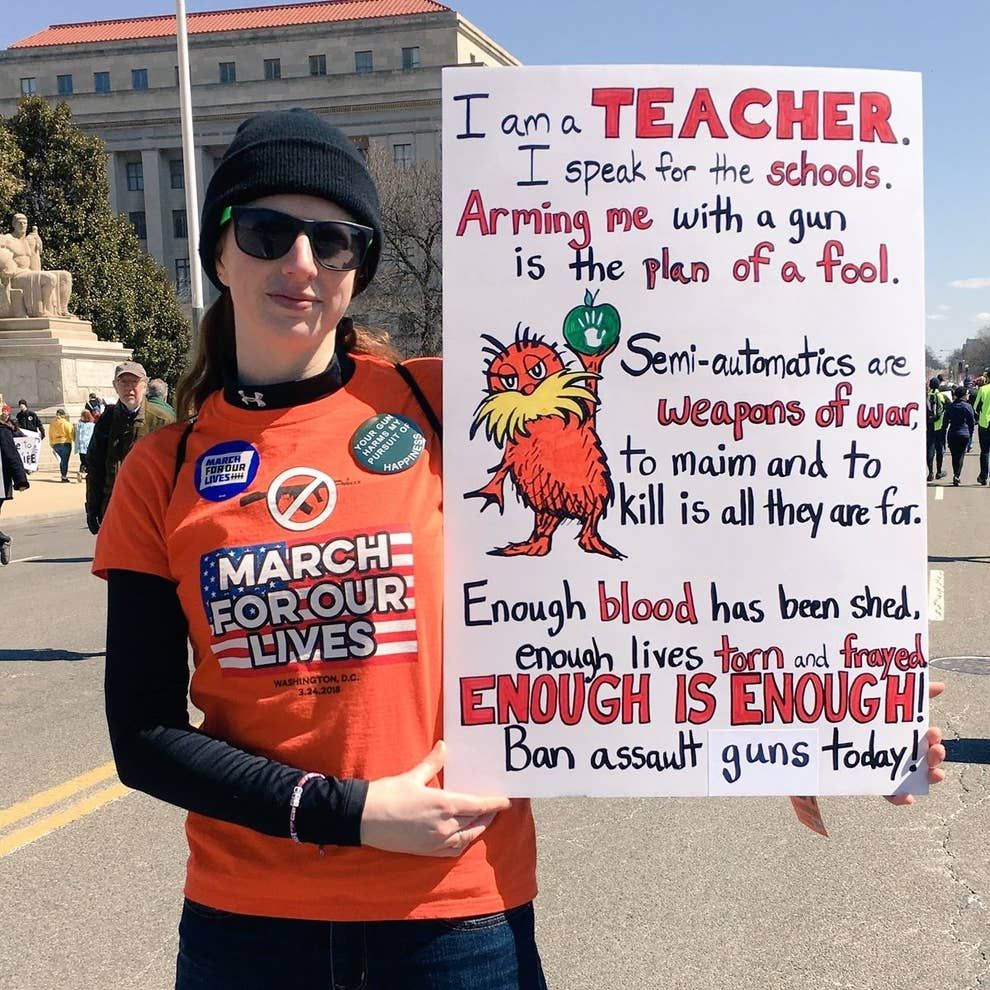 I am a TEACHER.
I speak for the schools.
Arming me with a gun
is the plan of a fool.
Semi-automatics are
weapons of war,
to maim and to
kill is all they are for.
Enough blood has been shed,
enough lives torn and frayed
ENOUGH IS ENOUGH!
Ban assault guns today!
MARCH
FOR OUR
LIVES
YOUR GUN
HARMS MY
PURSUIT OF
HAPPINESS
MARCH
FOR OUR
LIVES
WASHINGTON, D.C.
3.24.2018